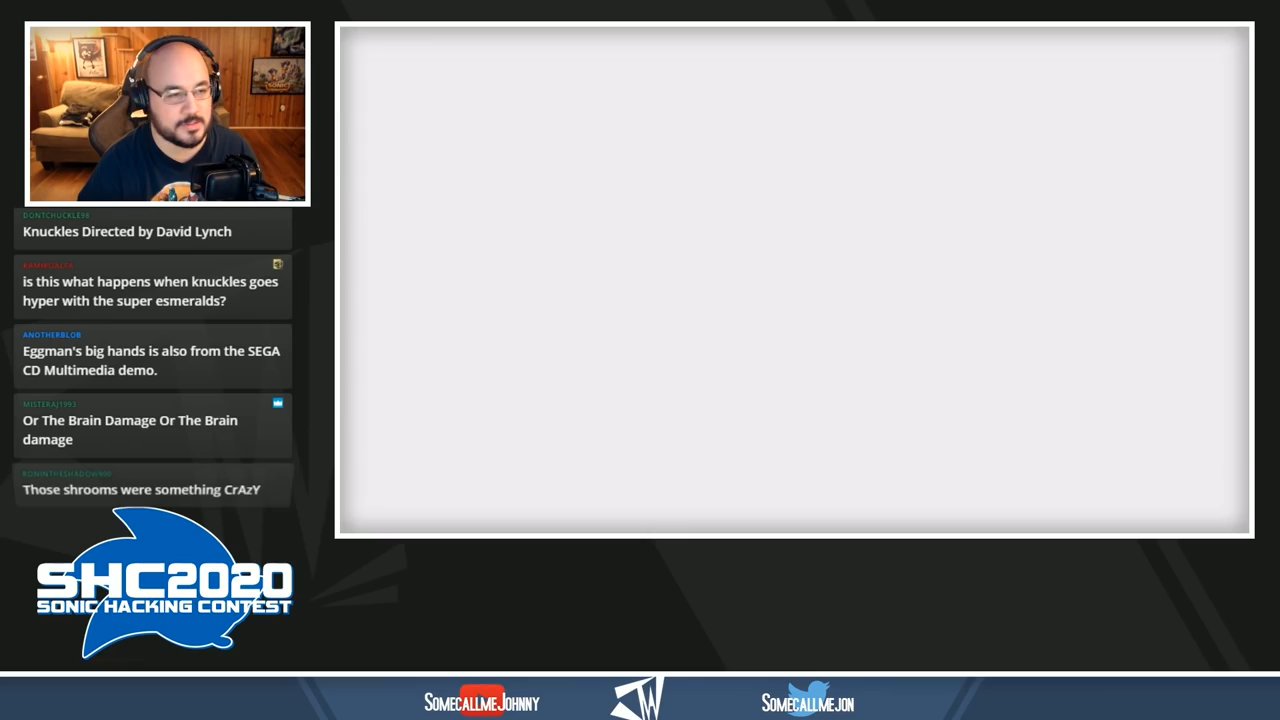 DONTCHUCKLE98
Knuckles Directed by David Lynch
is this what happens when knuckles goes
hyper with the super esmeralds?
ANOTHERBLOB
Eggman's big hands is also from the SEGA
CD Multimedia demo.
MISTERAJ1993
Or The Brain Damage Or The Brain
damage
Those shrooms were something CrAzY
SHC2020
SONIC HACKING CONTEST
SOMECALLMEJOHNNY
SOMECALLMEJON